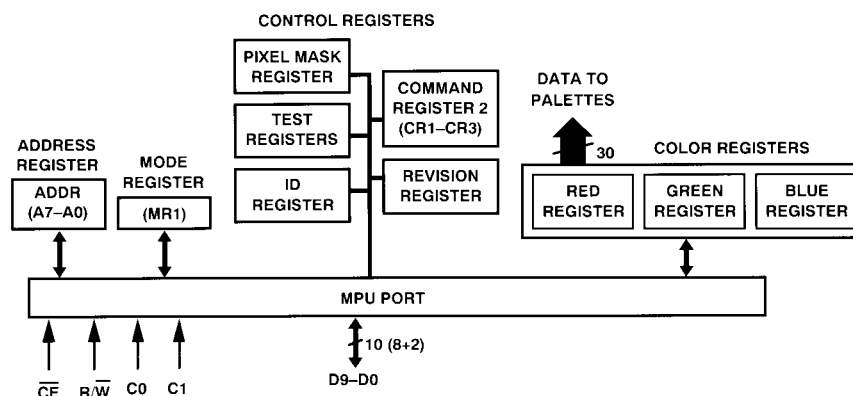 CONTROL REGISTERS
PIXEL MASK
REGISTER
COMMAND
REGISTER 2
(CR1–CR3)
TEST
REGISTERS
ID
REGISTER
REVISION
REGISTER
ADDRESS
REGISTER
ADDR
(A7–A0)
MODE
REGISTER
(MR1)
DATA TO
PALETTES
30
COLOR REGISTERS
RED
REGISTER
GREEN
REGISTER
BLUE
REGISTER
MPU PORT
10 (8+2)
D9–D0
CE
R/W
C0
C1